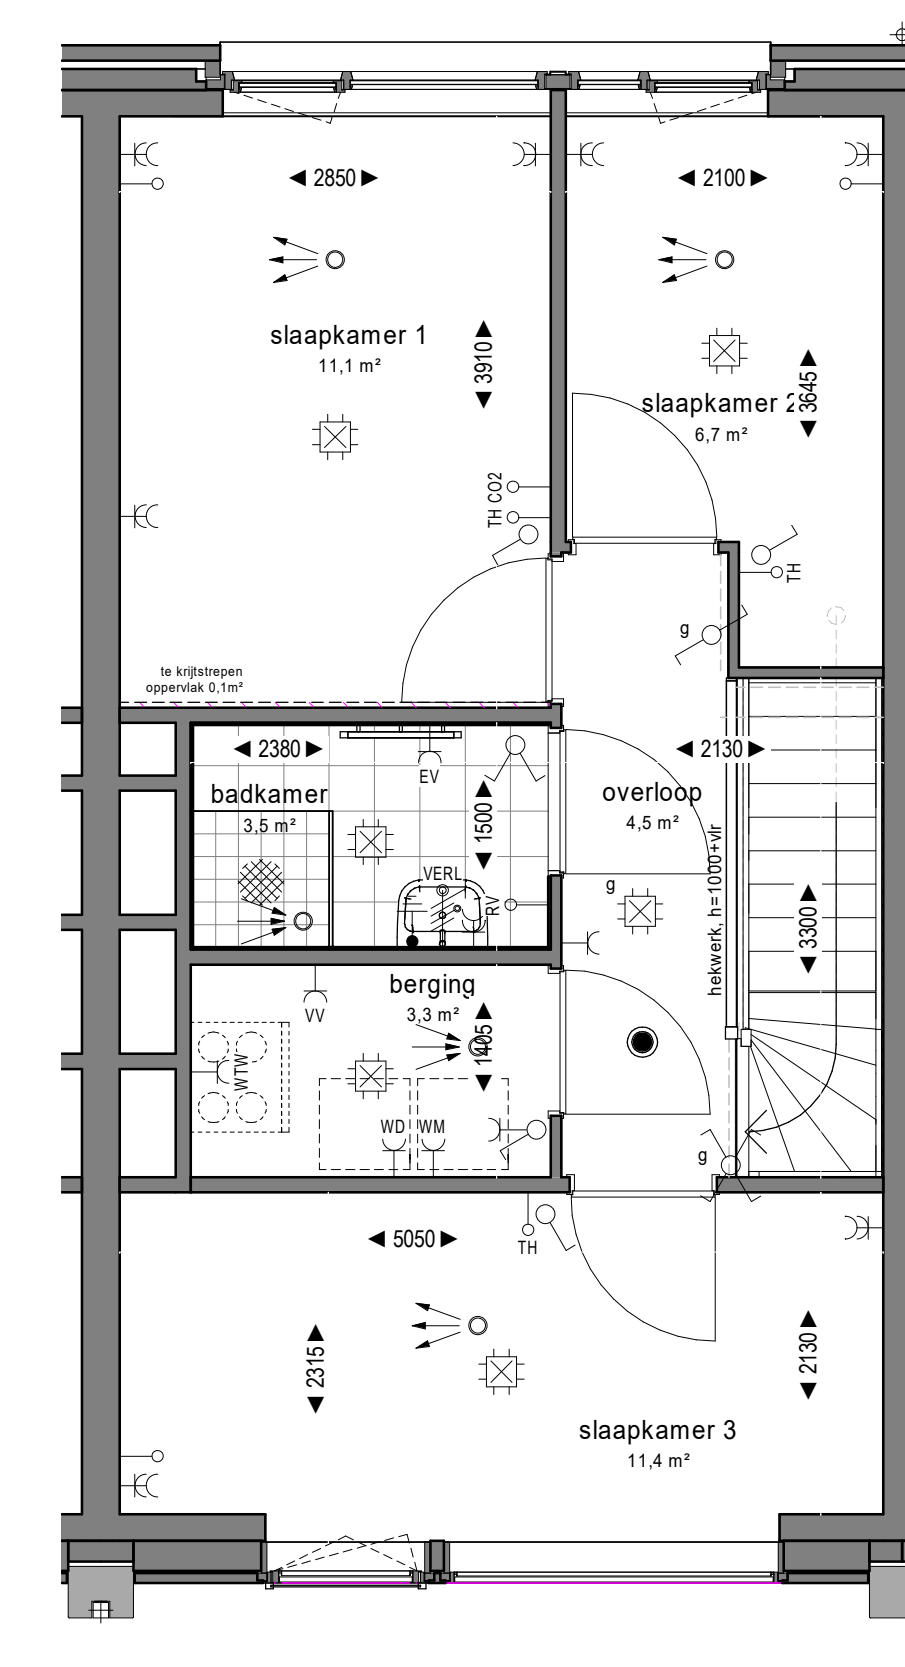 2850
2100
slaapkamer 1
11,1 m²
3910
3645
slaapkamer 2
6,7 m²
TH CO2
TH
g
te krijtstrepen
oppervlak 0,1m²
2380
EV
2130
badkamer
3,5 m²
1500
overloop
4,5 m²
hekwerk, h=1000+vlr
VERL
RV
g
3300
berging
3,3 m²
VV
1405
WTW
WD
WM
g
5050
TH
2315
2130
slaapkamer 3
11,4 m²